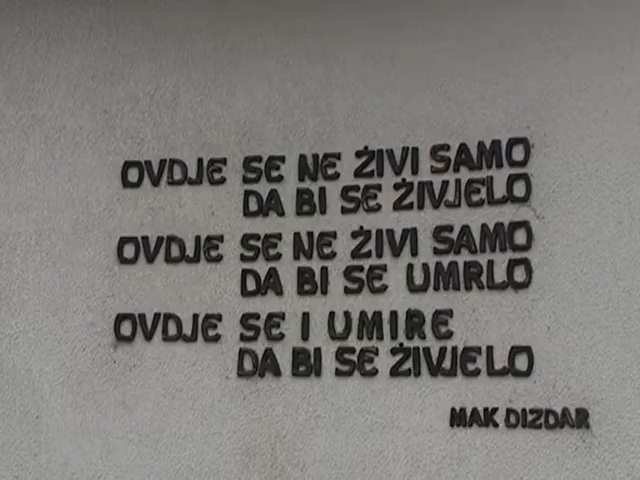 OVDJE SE NE ŽIVI SAMO
DA BI SE ŽIVJELO
OVDJE SE NE ŽIVI SAMO
DA BI SE UMRLO
OVDJE SE I UMIRE
DA BI SE ŽIVJELO
MAK DIZDAR